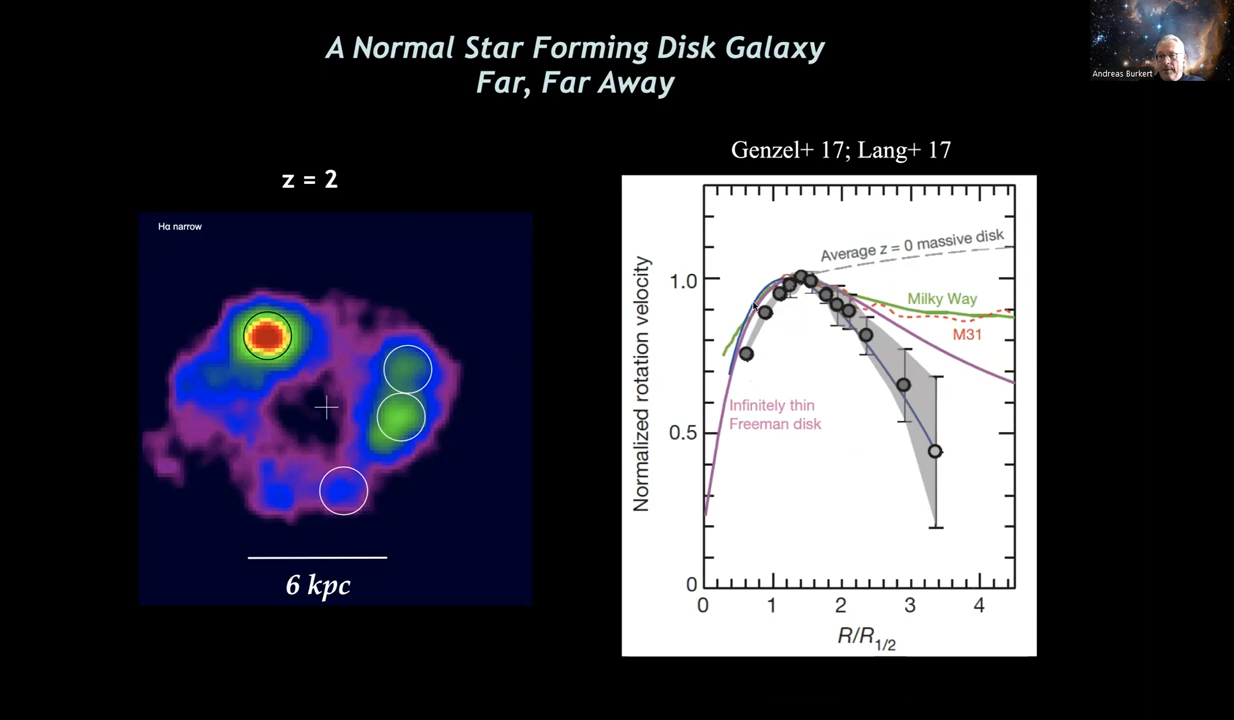 A Normal Star Forming Disk Galaxy
Far, Far Away
Andreas Burkert
z = 2
Hα narrow
6 kpc
Genzel+ 17; Lang+ 17
Normalized rotation velocity
1.0
0.5
0
Average z = 0 massive disk
Milky Way
M31
Infinitely thin
Freeman disk
0 1 2 3 4
R/R1/2